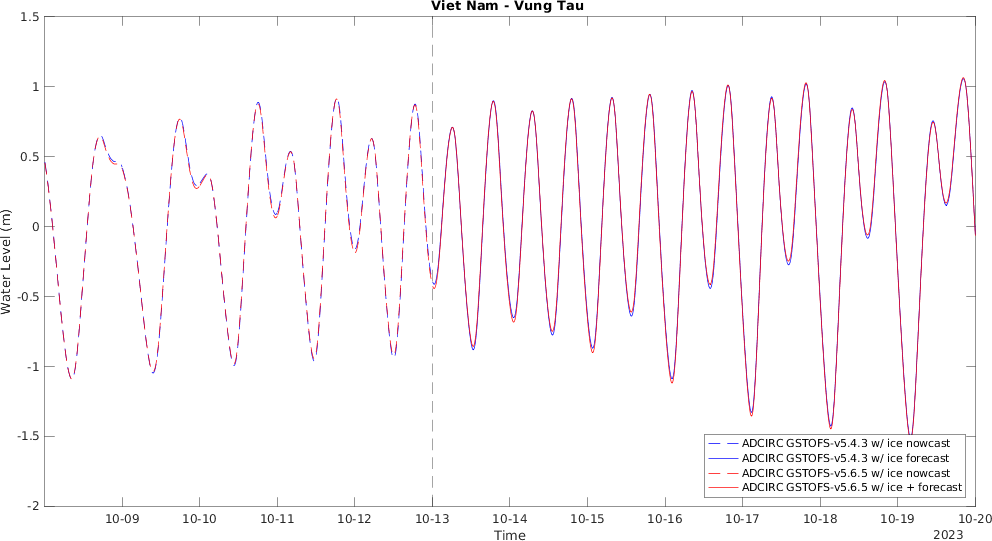 Viet Nam - Vung Tau
1.5
1
0.5
0
-0.5
-1
-1.5
-2
Water Level (m)
ADCIRC GSTOFS-v5.4.3 w/ ice nowcast
ADCIRC GSTOFS-v5.4.3 w/ ice forecast
ADCIRC GSTOFS-v5.6.5 w/ ice nowcast
ADCIRC GSTOFS-v5.6.5 w/ ice + forecast
10-09 10-10 10-11 10-12 10-13 10-14 10-15 10-16 10-17 10-18 10-19 10-20
Time
2023